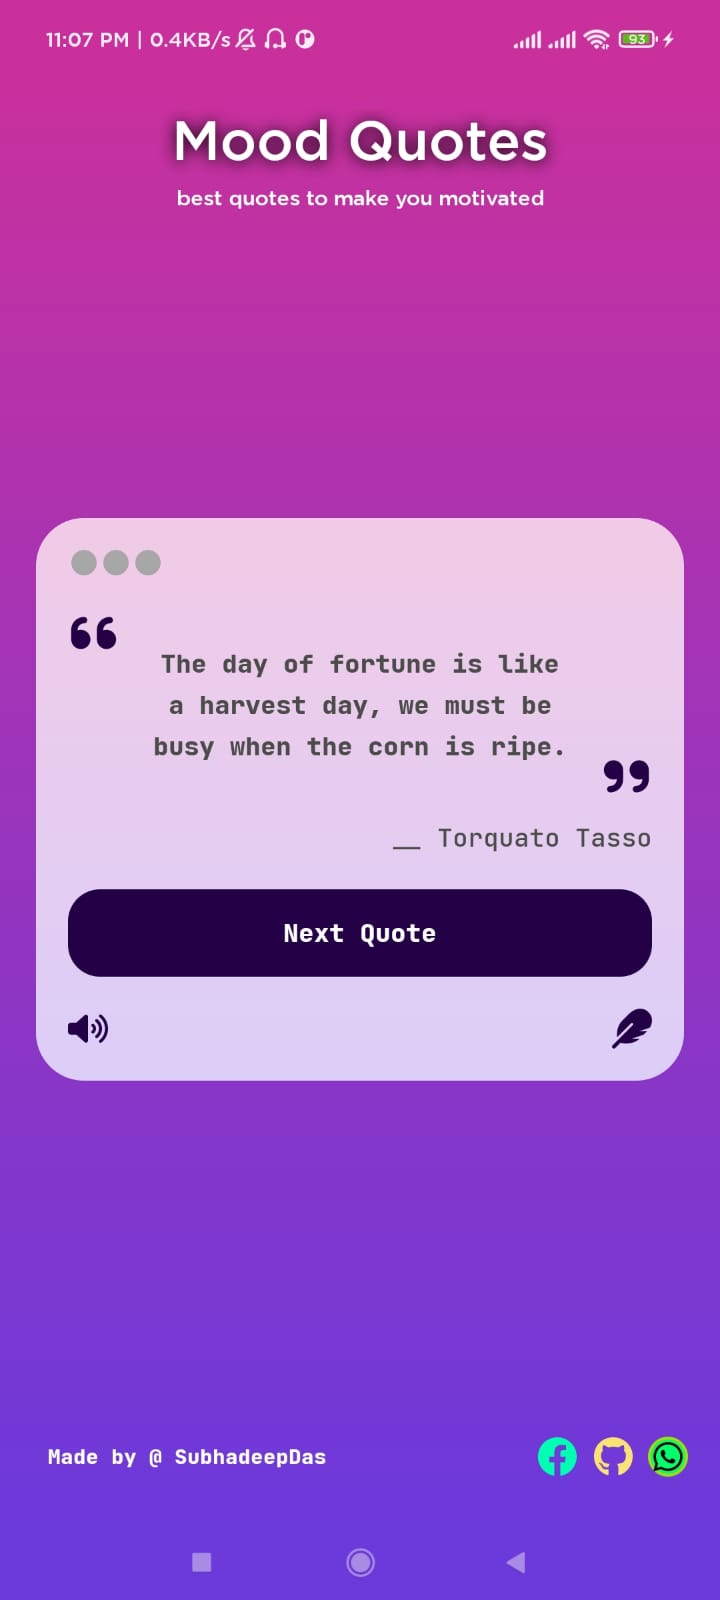 11:07 PM | 0.4KB/s
93
Mood Quotes
best quotes to make you motivated
“
The day of fortune is like
a harvest day, we must be
busy when the corn is ripe.
”
__ Torquato Tasso
Next Quote
Made by @ SubhadeepDas